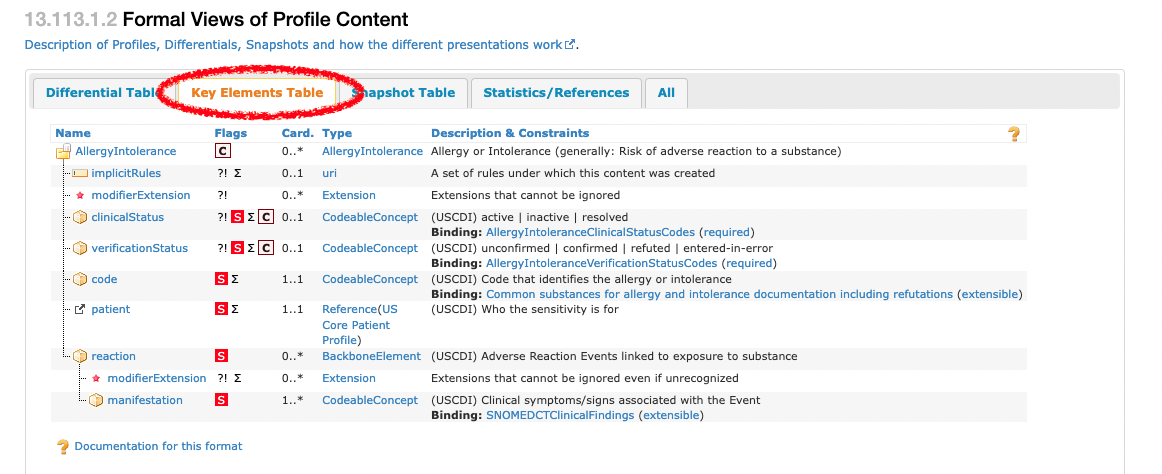 13.113.1.2 Formal Views of Profile Content
Description of Profiles, Differentials, Snapshots and how the different presentations work.
Differential Table Key Elements Table Snapshot Table Statistics/References All
Name Flags Card. Type Description & Constraints ?
AllergyIntolerance C 0..* AllergyIntolerance Allergy or Intolerance (generally: Risk of adverse reaction to a substance)
implicitRules ?! Σ 0..1 uri A set of rules under which this content was created
modifierExtension ?! 0..* Extension Extensions that cannot be ignored
clinicalStatus ?! S Σ C 0..1 CodeableConcept (USCDI) active | inactive | resolved
Binding: AllergyIntoleranceClinicalStatusCodes (required)
verificationStatus ?! S Σ C 0..1 CodeableConcept (USCDI) unconfirmed | confirmed | refuted | entered-in-error
Binding: AllergyIntoleranceVerificationStatusCodes (required)
code S Σ 1..1 CodeableConcept (USCDI) Code that identifies the allergy or intolerance
Binding: Common substances for allergy and intolerance documentation including refutations (extensible)
patient S Σ 1..1 Reference(US (USCDI) Who the sensitivity is for
Core Patient
Profile)
reaction S 0..* BackboneElement (USCDI) Adverse Reaction Events linked to exposure to substance
modifierExtension ?! Σ 0..* Extension Extensions that cannot be ignored even if unrecognized
manifestation S 1..* CodeableConcept (USCDI) Clinical symptoms/signs associated with the Event
Binding: SNOMEDCTClinicalFindings (extensible)
? Documentation for this format